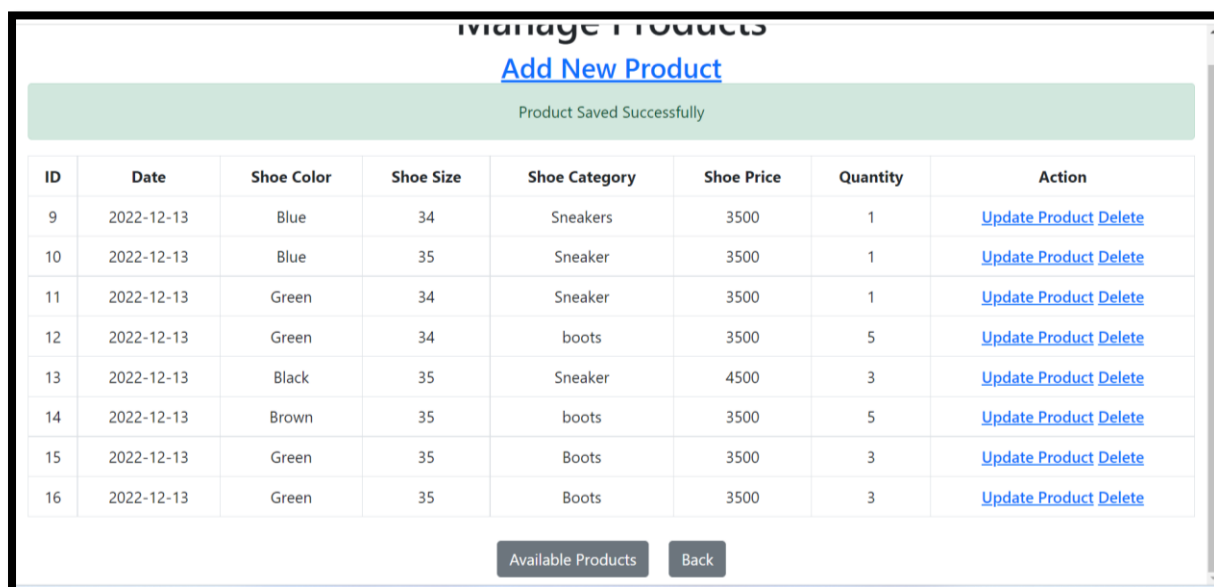 Manage Products
Add New Product
Product Saved Successfully
ID Date Shoe Color Shoe Size Shoe Category Shoe Price Quantity Action
9 2022-12-13 Blue 34 Sneakers 3500 1 Update Product Delete
10 2022-12-13 Blue 35 Sneaker 3500 1 Update Product Delete
11 2022-12-13 Green 34 Sneaker 3500 1 Update Product Delete
12 2022-12-13 Green 34 boots 3500 5 Update Product Delete
13 2022-12-13 Black 35 Sneaker 4500 3 Update Product Delete
14 2022-12-13 Brown 35 boots 3500 5 Update Product Delete
15 2022-12-13 Green 35 Boots 3500 3 Update Product Delete
16 2022-12-13 Green 35 Boots 3500 3 Update Product Delete
Available Products Back